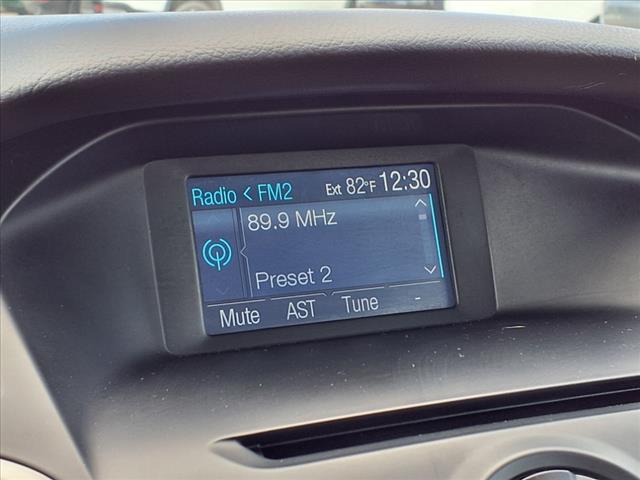 Radio < FM2 Ext 82°F 12:30
89.9 MHz
Preset 2
Mute AST Tune -